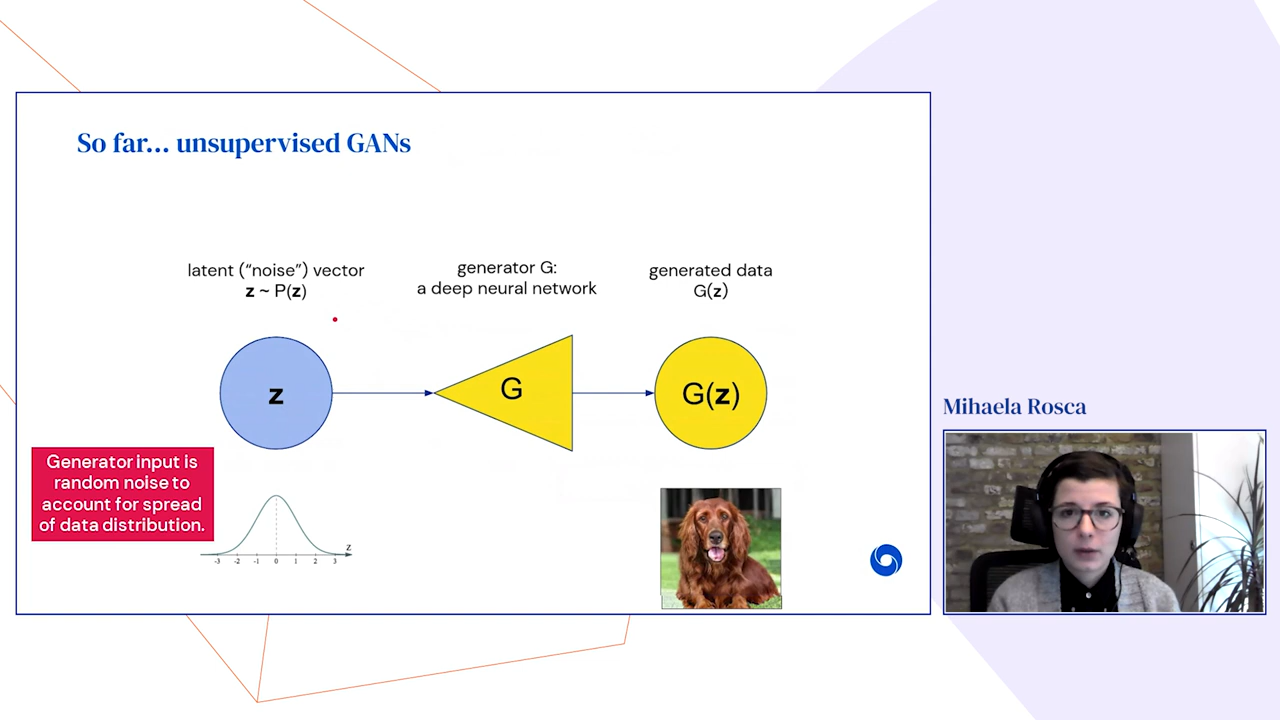 So far... unsupervised GANs
latent (“noise”) vector
z ~ P(z)
generator G:
a deep neural network
generated data
G(z)
z
G
G(z)
Generator input is
random noise to
account for spread
of data distribution.
z
-3 -2 -1 0 1 2 3
Mihaela Rosca